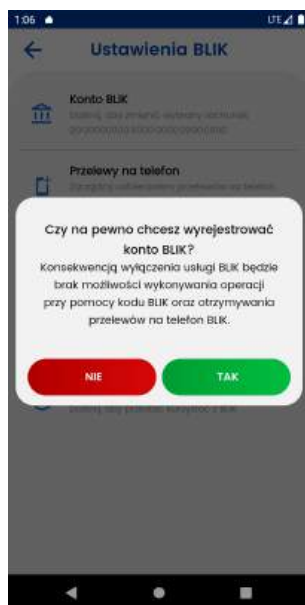 1:06
LTE
Ustawienia BLIK
Konto BLIK
Przelewy na telefon
Czy na pewno chcesz wyrejestrować
konto BLIK?
Konsekwencją wyłączenia usługi BLIK będzie
brak możliwości wykonywania operacji
przy pomocy kodu BLIK oraz otrzymywania
przelewów na telefon BLIK.
NIE
TAK